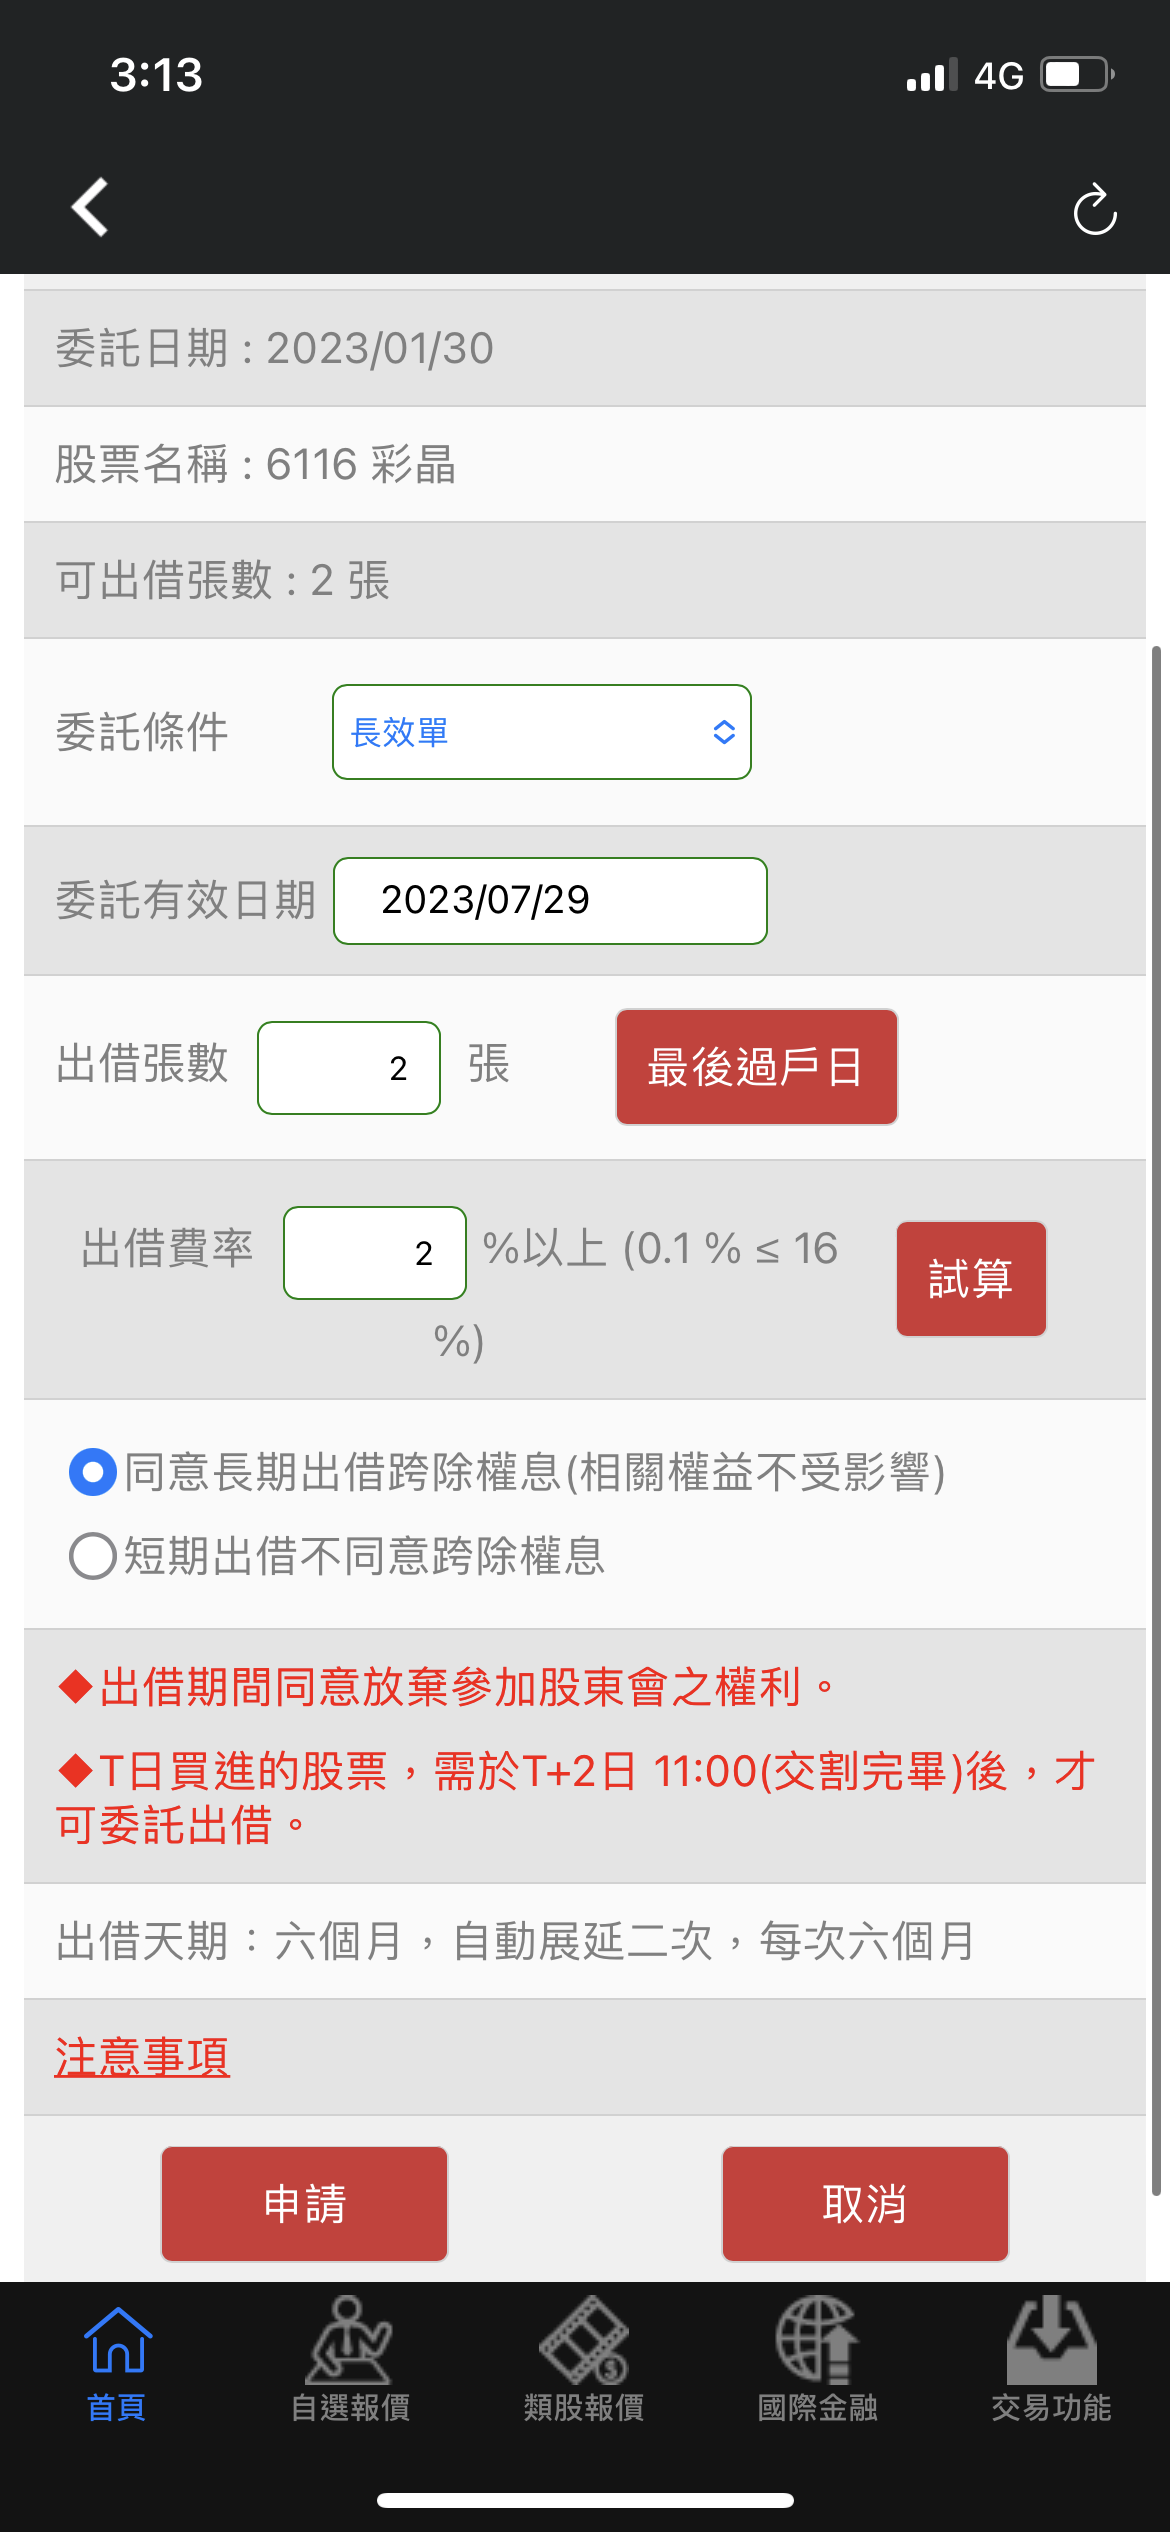 3:13
4G
委託日期 : 2023/01/30
股票名稱 : 6116 彩晶
可出借張數 : 2 張
委託條件 長效單
委託有效日期 2023/07/29
出借張數 2 張 最後過戶日
出借費率 2 %以上 (0.1 % ≤ 16
%)
試算
同意長期出借跨除權息(相關權益不受影響)
短期出借不同意跨除權息
◆出借期間同意放棄參加股東會之權利。
◆T日買進的股票，需於T+2日 11:00(交割完畢)後，才
可委託出借。
出借天期：六個月，自動展延二次，每次六個月
注意事項
申請 取消
首頁 自選報價 類股報價 國際金融 交易功能